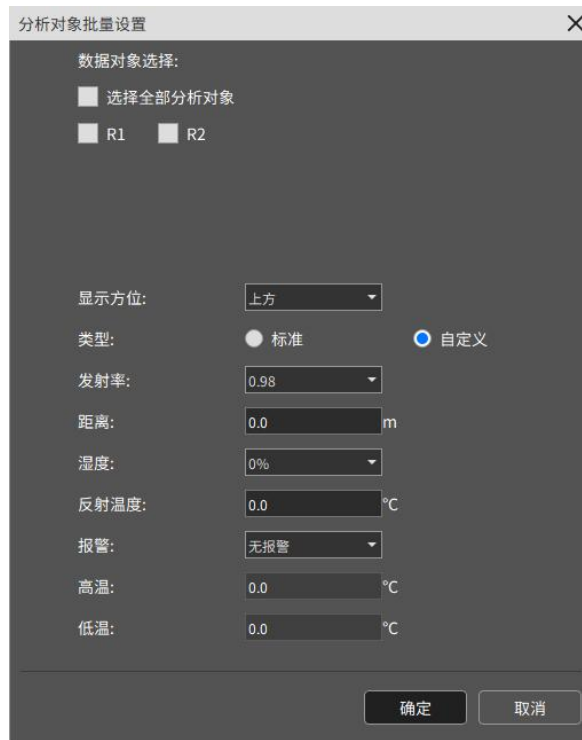 分析对象批量设置
数据对象选择:
选择全部分析对象
R1 R2
显示方位: 上方
类型: 标准 自定义
发射率: 0.98
距离: 0.0 m
湿度: 0%
反射温度: 0.0 °C
报警: 无报警
高温: 0.0 °C
低温: 0.0 °C
确定 取消